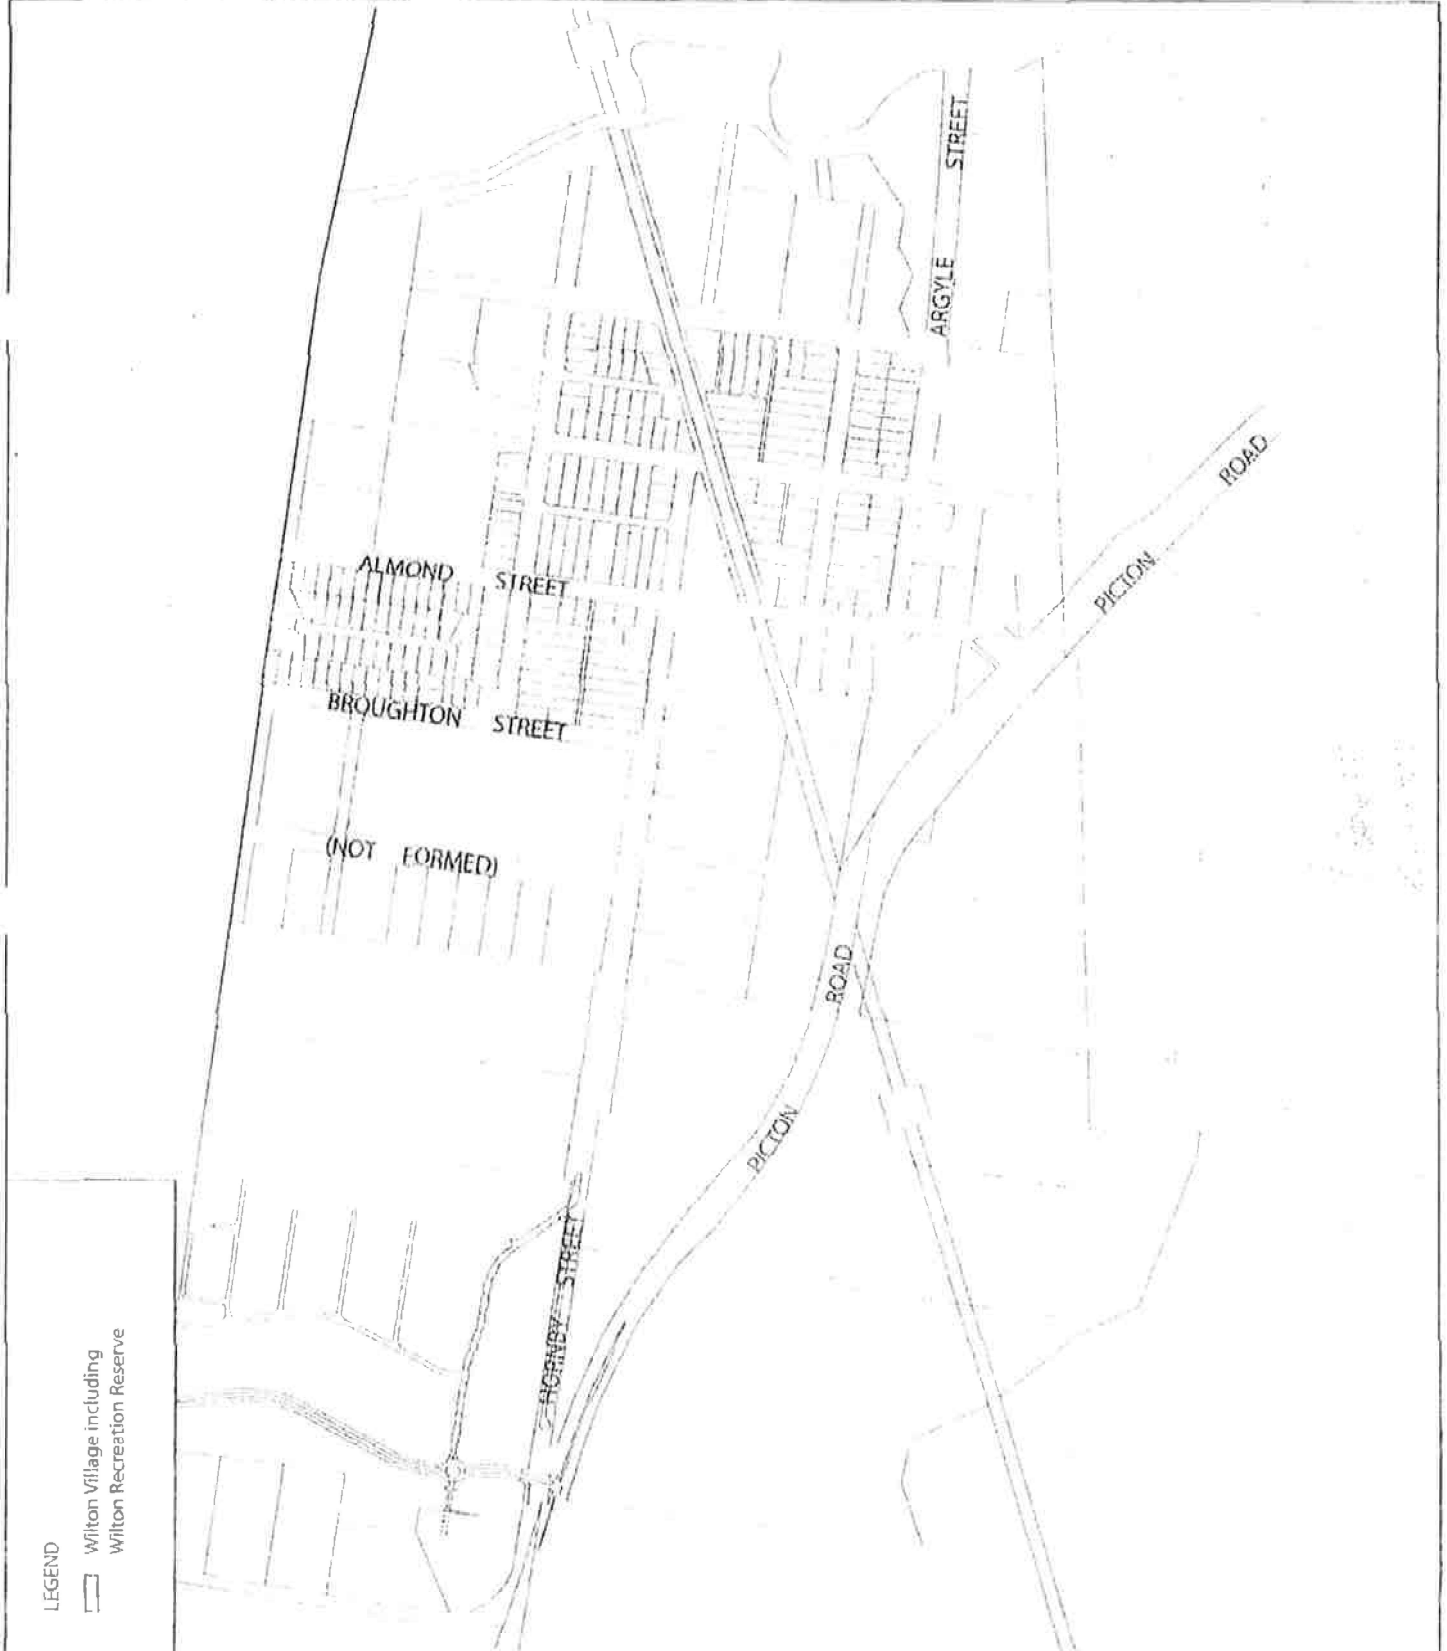 ARGYLE STREET
ALMOND STREET
BROUGHTON STREET
(NOT FORMED)
PICTON ROAD
PICTON ROAD
HORNBY STREET
LEGEND
Wilton Village including
Wilton Recreation Reserve